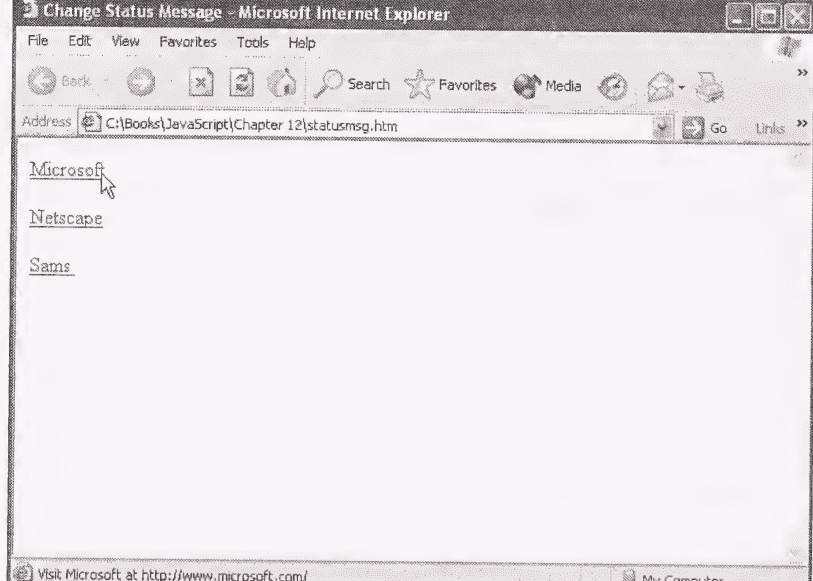 Change Status Message - Microsoft Internet Explorer
File Edit View Favorites Tools Help
Back Search Favorites Media »
Address C:\Books\JavaScript\Chapter 12\statusmsg.htm Go Links »
Microsoft
Netscape
Sams
Visit Microsoft at http://www.microsoft.com/ My Computer